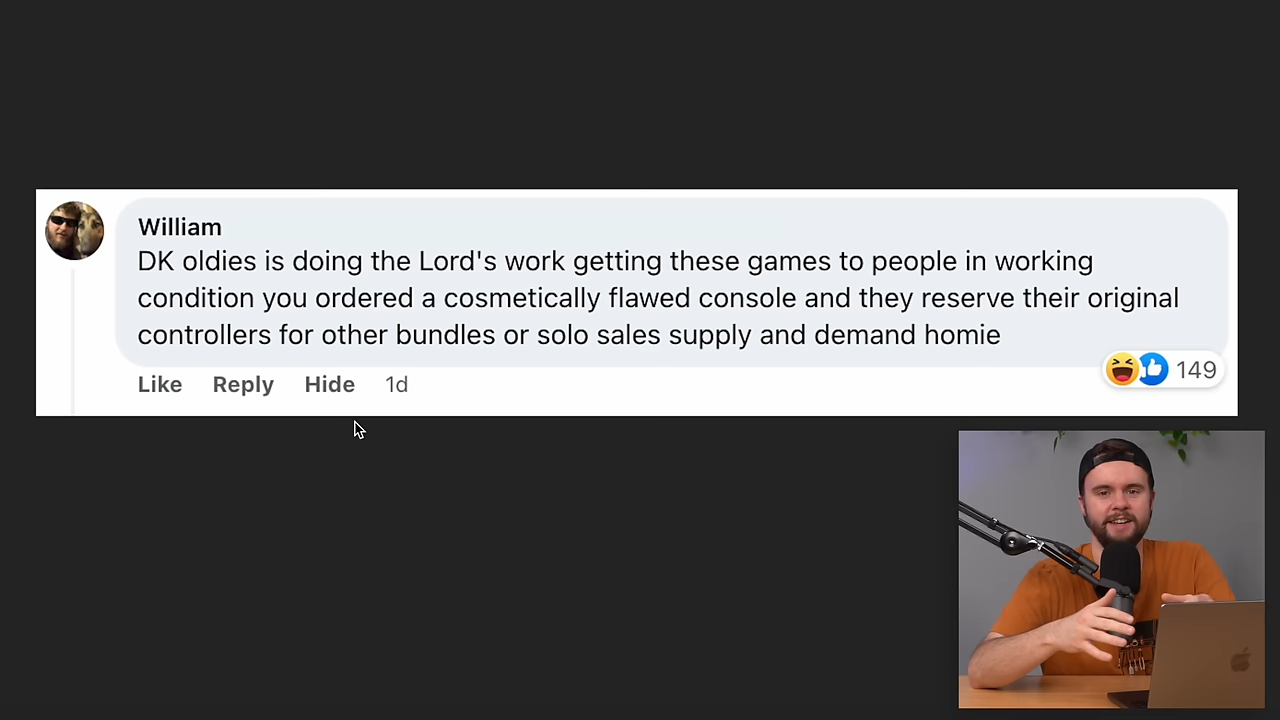 William
DK oldies is doing the Lord's work getting these games to people in working
condition you ordered a cosmetically flawed console and they reserve their original
controllers for other bundles or solo sales supply and demand homie
Like Reply Hide 1d
149